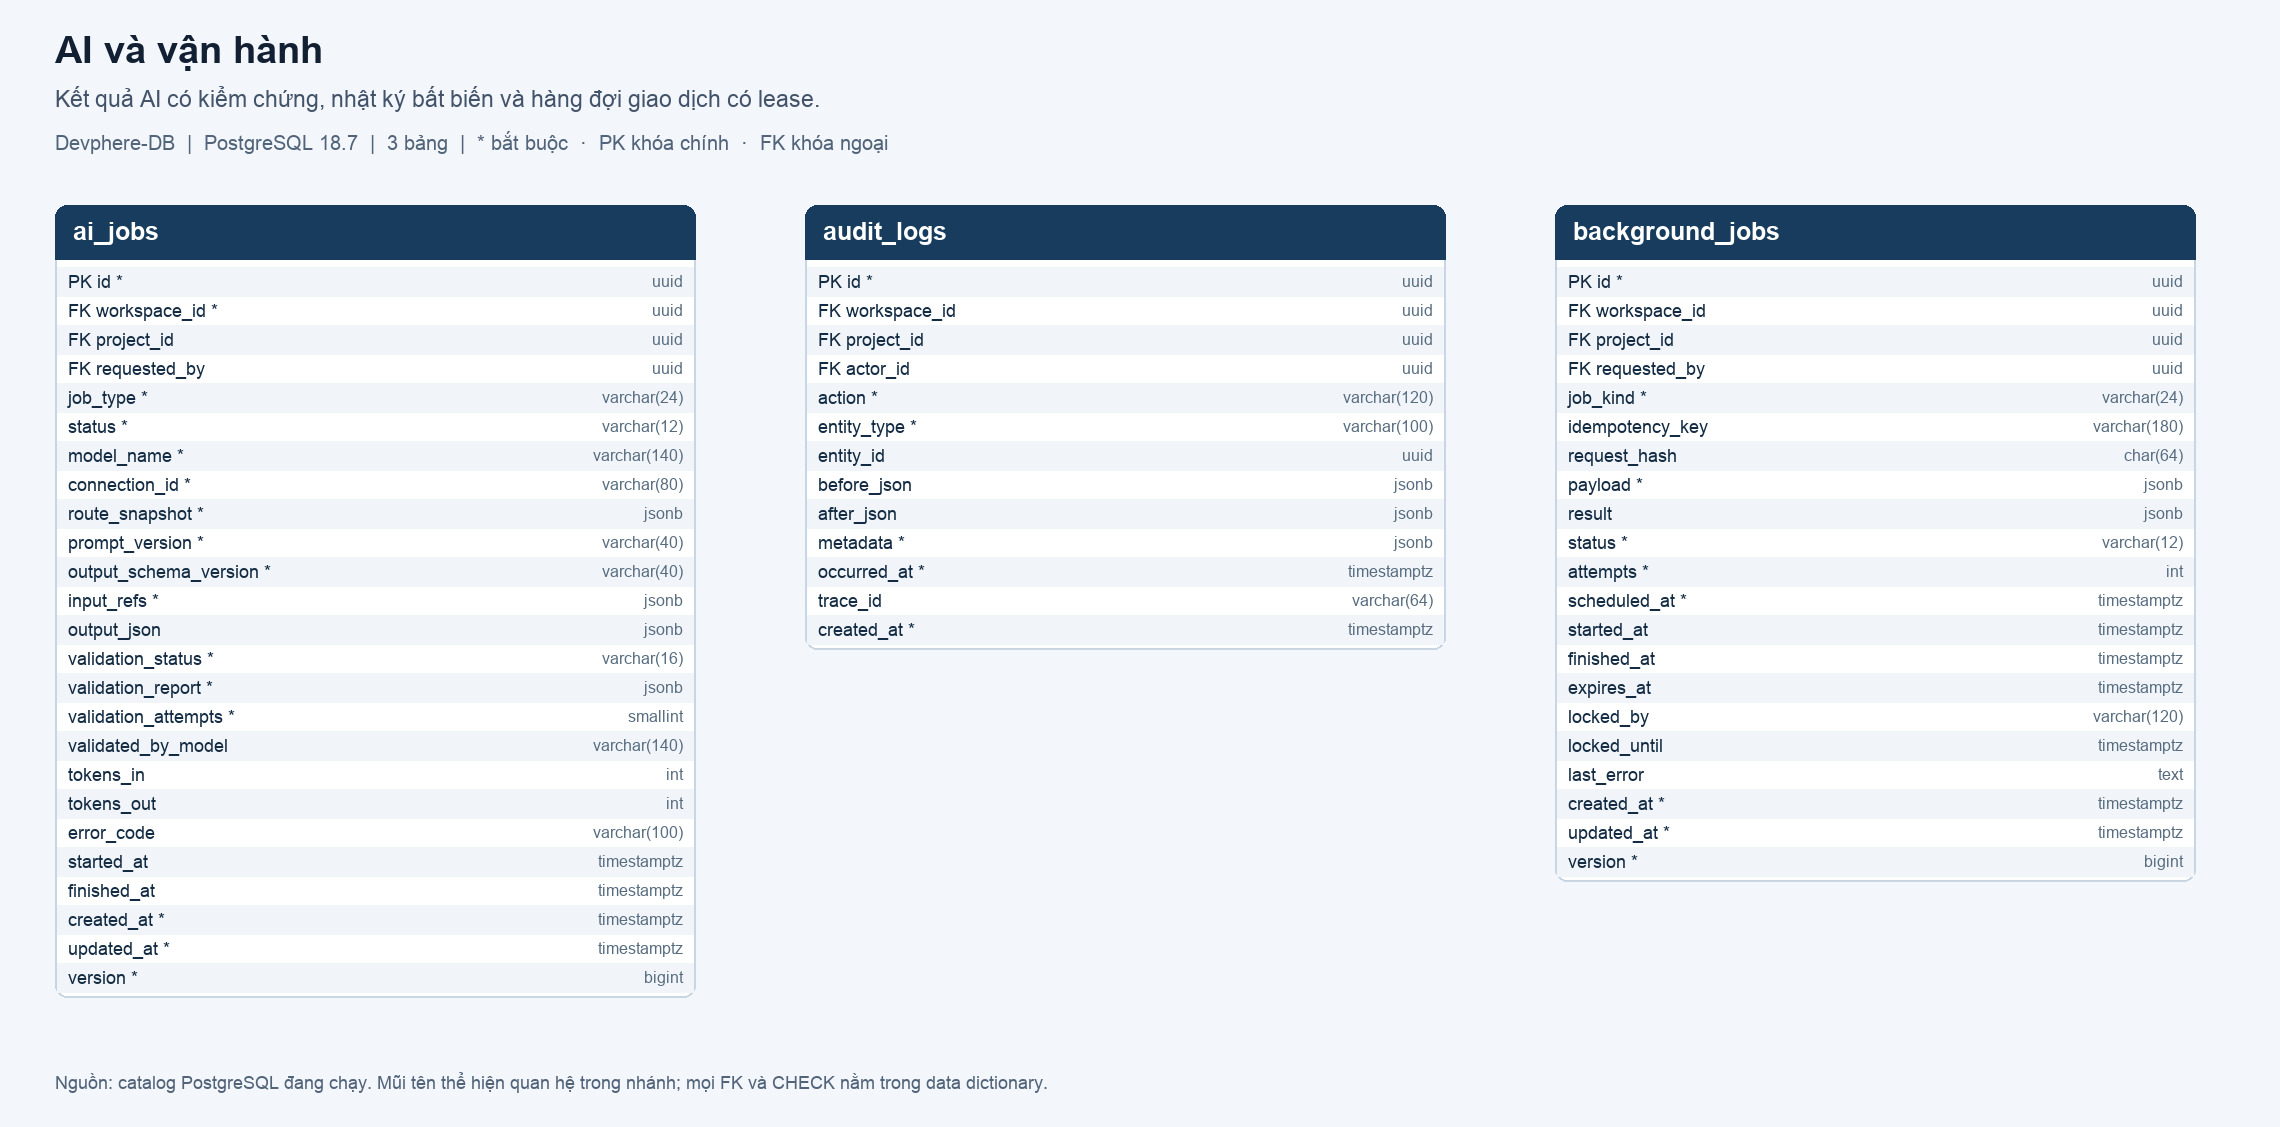 AI và vận hành
Kết quả AI có kiểm chứng, nhật ký bất biến và hàng đợi giao dịch có lease.
Devphere-DB | PostgreSQL 18.7 | 3 bảng | * bắt buộc · PK khóa chính · FK khóa ngoại
ai_jobs
PK id * uuid
FK workspace_id * uuid
FK project_id uuid
FK requested_by uuid
job_type * varchar(24)
status * varchar(12)
model_name * varchar(140)
connection_id * varchar(80)
route_snapshot * jsonb
prompt_version * varchar(40)
output_schema_version * varchar(40)
input_refs * jsonb
output_json jsonb
validation_status * varchar(16)
validation_report * jsonb
validation_attempts * smallint
validated_by_model varchar(140)
tokens_in int
tokens_out int
error_code varchar(100)
started_at timestamptz
finished_at timestamptz
created_at * timestamptz
updated_at * timestamptz
version * bigint
audit_logs
PK id * uuid
FK workspace_id uuid
FK project_id uuid
FK actor_id uuid
action * varchar(120)
entity_type * varchar(100)
entity_id uuid
before_json jsonb
after_json jsonb
metadata * jsonb
occurred_at * timestamptz
trace_id varchar(64)
created_at * timestamptz
background_jobs
PK id * uuid
FK workspace_id uuid
FK project_id uuid
FK requested_by uuid
job_kind * varchar(24)
idempotency_key varchar(180)
request_hash char(64)
payload * jsonb
result jsonb
status * varchar(12)
attempts * int
scheduled_at * timestamptz
started_at timestamptz
finished_at timestamptz
expires_at timestamptz
locked_by varchar(120)
locked_until timestamptz
last_error text
created_at * timestamptz
updated_at * timestamptz
version * bigint
Nguồn: catalog PostgreSQL đang chạy. Mũi tên thể hiện quan hệ trong nhánh; mọi FK và CHECK nằm trong data dictionary.